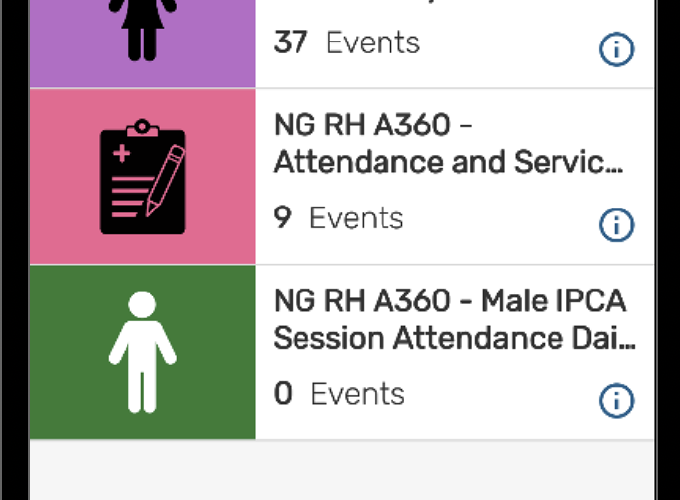 37 Events
NG RH A360 -
Attendance and Servic...
9 Events
NG RH A360 - Male IPCA
Session Attendance Dai...
0 Events